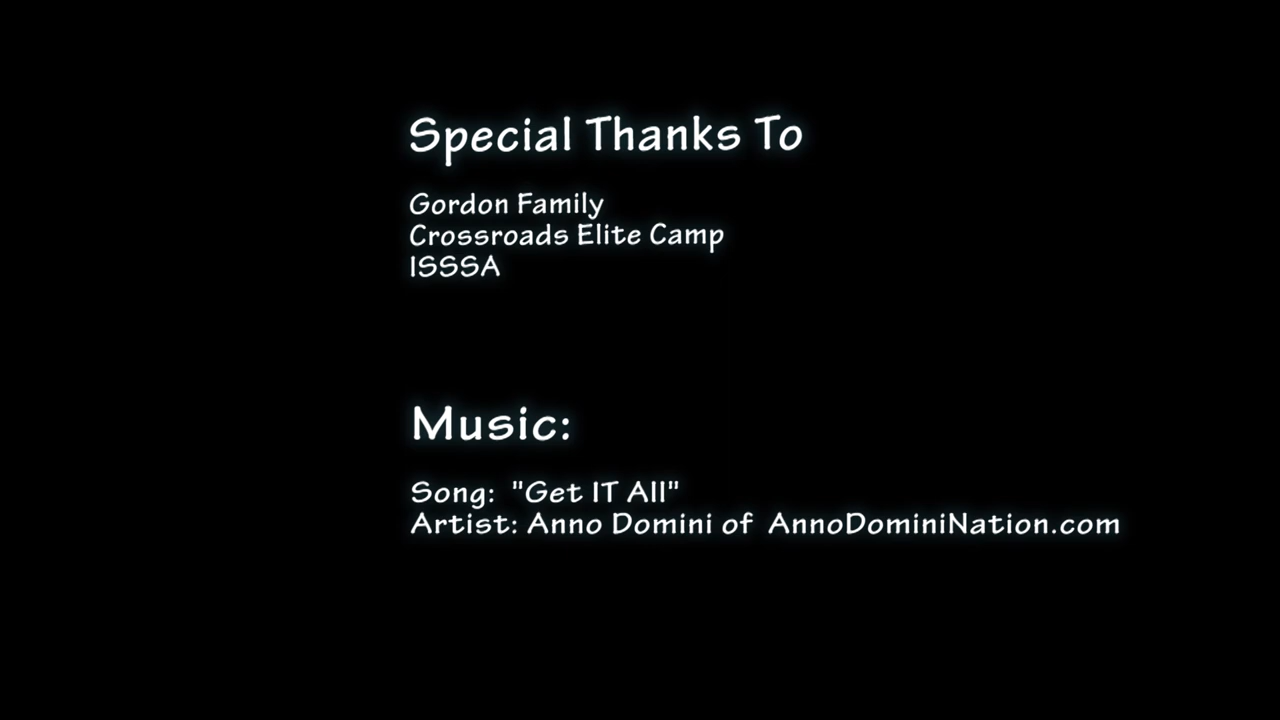 Special Thanks To
Gordon Family
Crossroads Elite Camp
ISSSA
Music:
Song:  "Get IT All"
Artist: Anno Domini of  AnnoDominiNation.com